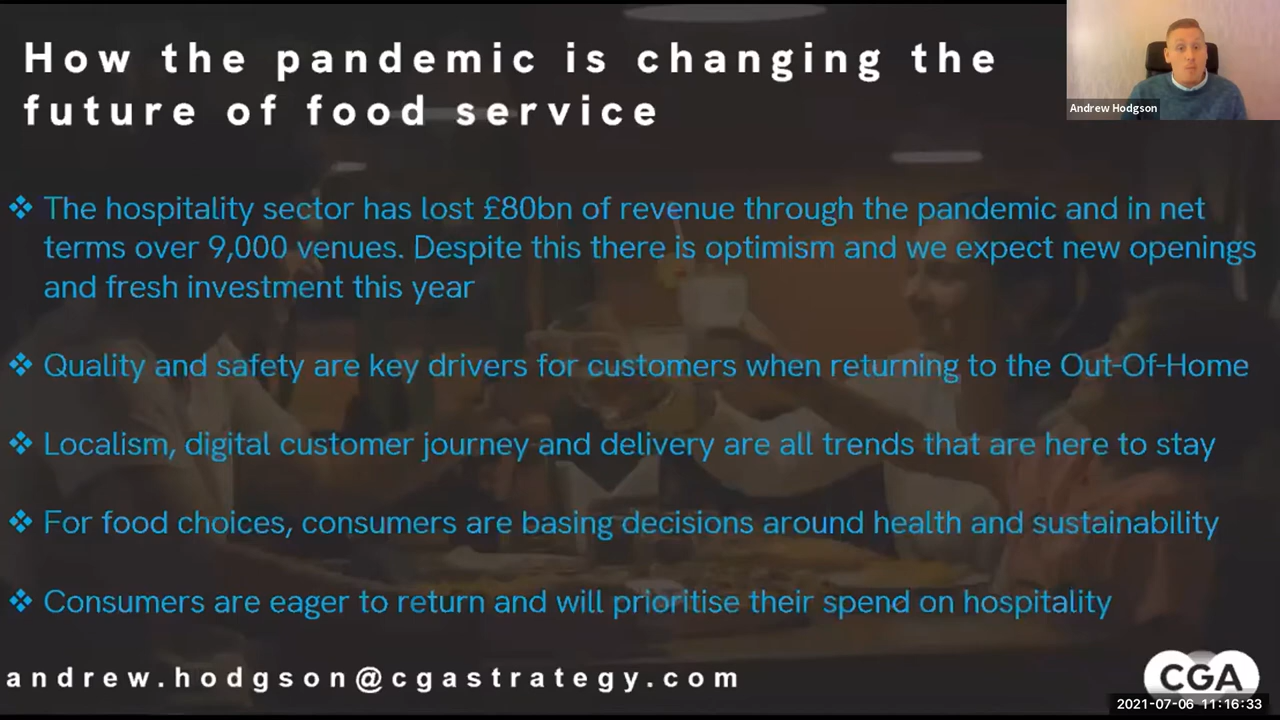 How the pandemic is changing the
future of food service
Andrew Hodgson
❖ The hospitality sector has lost £80bn of revenue through the pandemic and in net
terms over 9,000 venues. Despite this there is optimism and we expect new openings
and fresh investment this year
❖ Quality and safety are key drivers for customers when returning to the Out-Of-Home
❖ Localism, digital customer journey and delivery are all trends that are here to stay
❖ For food choices, consumers are basing decisions around health and sustainability
❖ Consumers are eager to return and will prioritise their spend on hospitality
andrew.hodgson@cgastrategy.com
CGA
2021-07-06 11:16:33